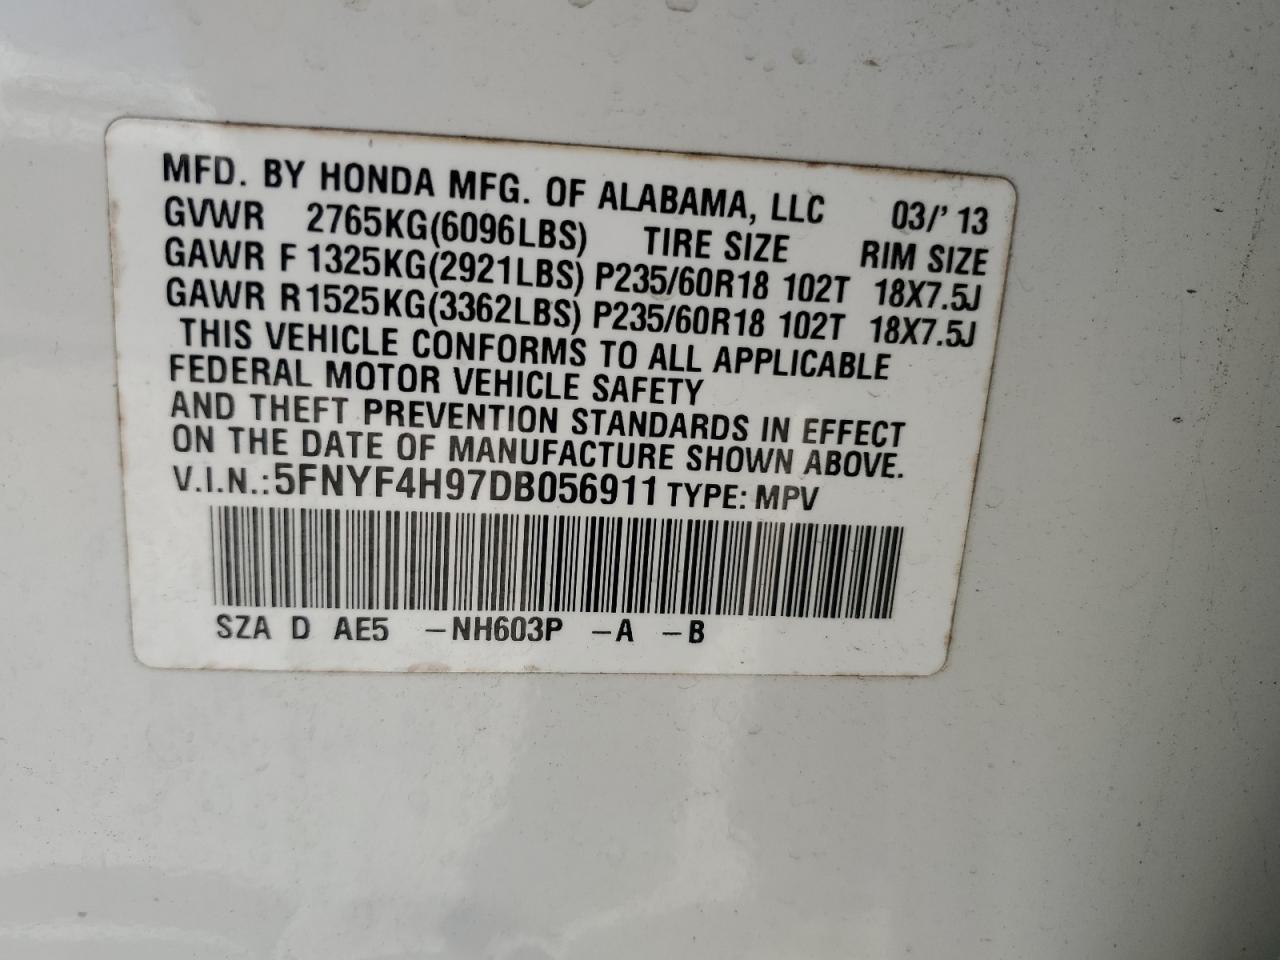 MFD. BY HONDA MFG. OF ALABAMA, LLC 03/'13
GVWR 2765KG(6096LBS) TIRE SIZE RIM SIZE
GAWR F 1325KG(2921LBS) P235/60R18 102T 18X7.5J
GAWR R1525KG(3362LBS) P235/60R18 102T 18X7.5J
THIS VEHICLE CONFORMS TO ALL APPLICABLE
FEDERAL MOTOR VEHICLE SAFETY
AND THEFT PREVENTION STANDARDS IN EFFECT
ON THE DATE OF MANUFACTURE SHOWN ABOVE.
V.I.N.: 5FNYF4H97DB056911 TYPE: MPV
SZA D AE5 -NH603P -A -B